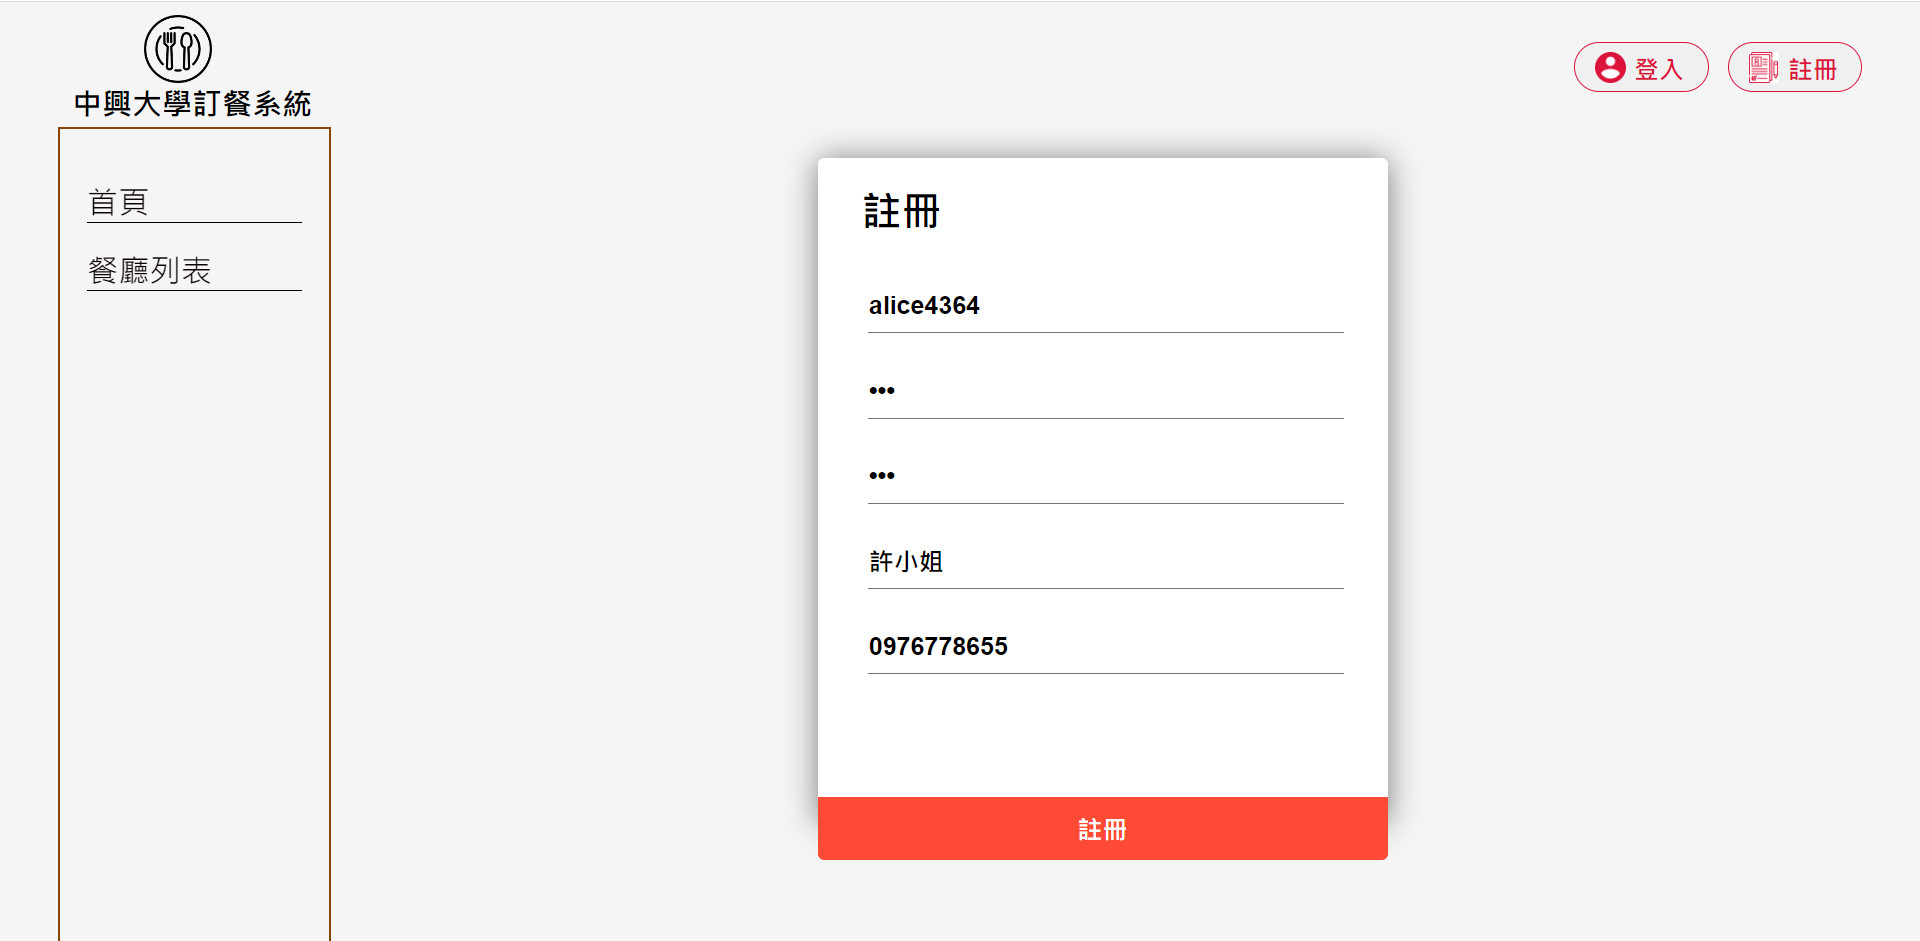 中興大學訂餐系統
登入
註冊
首頁
餐廳列表
註冊
alice4364
•••
•••
許小姐
0976778655
註冊